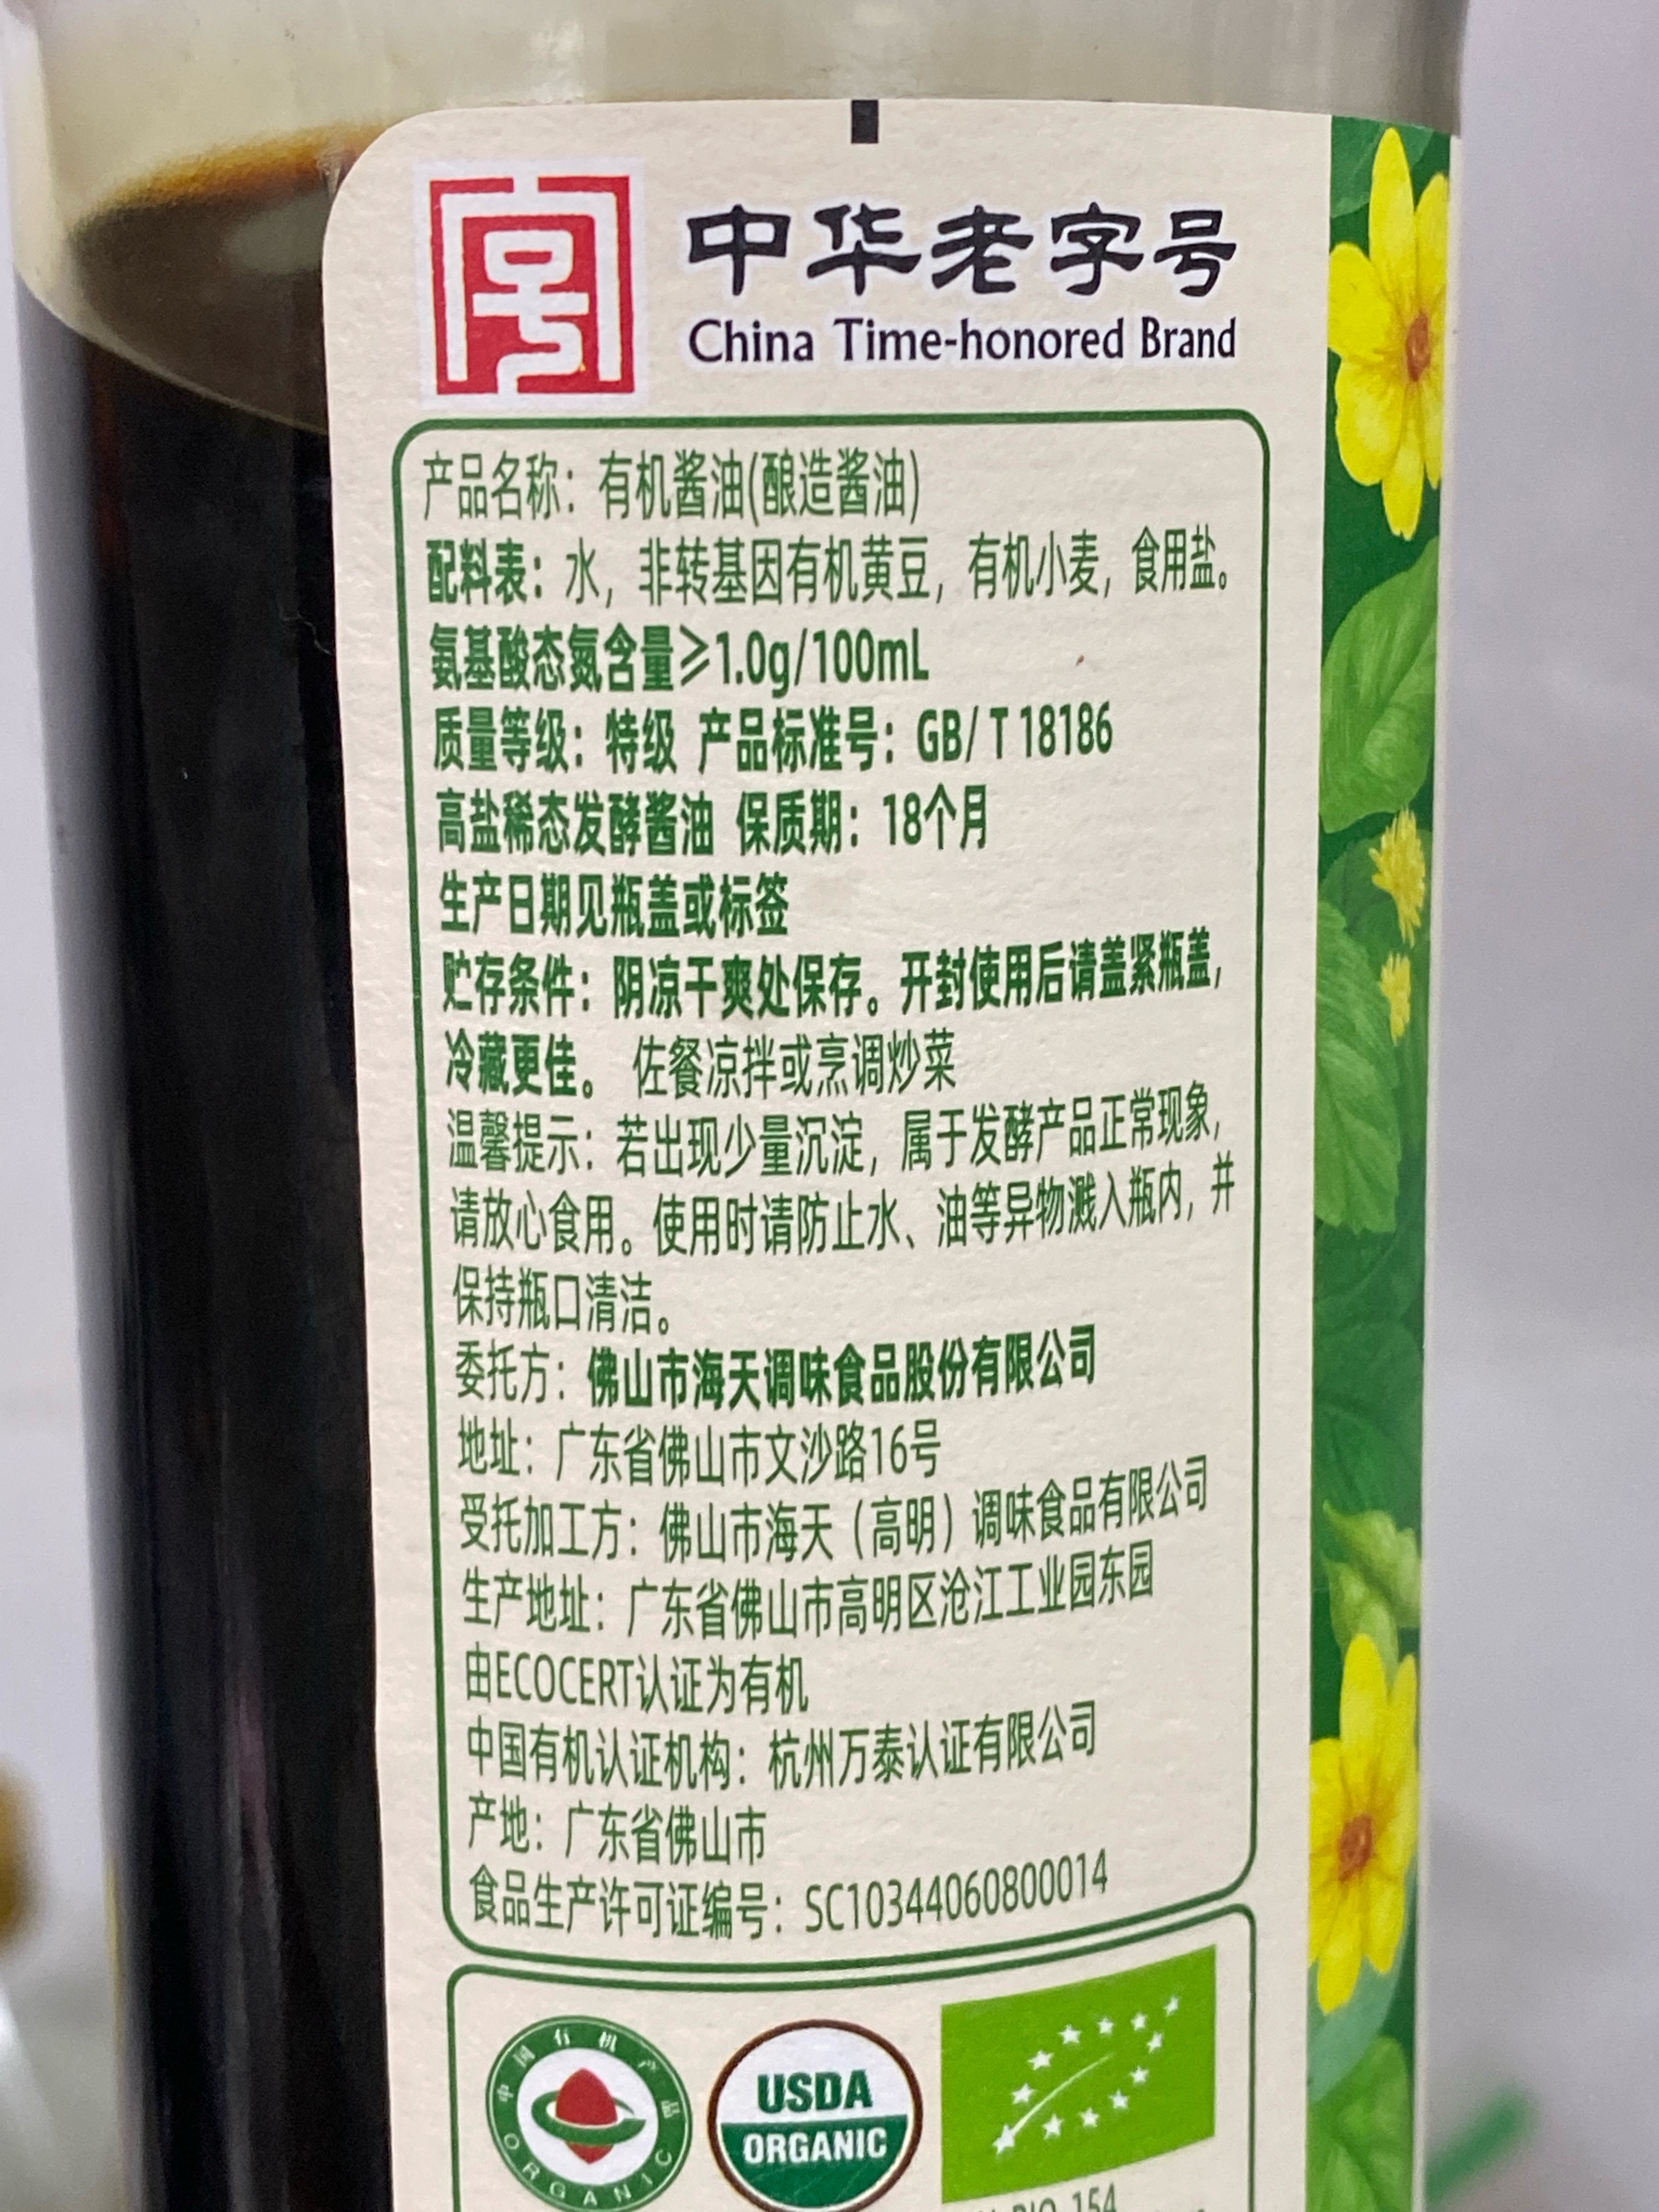 中华老字号
China Time-honored Brand
产品名称：有机酱油(酿造酱油)
配料表：水，非转基因有机黄豆，有机小麦，食用盐。
氨基酸态氮含量≥1.0g/100mL
质量等级：特级 产品标准号：GB/T 18186
高盐稀态发酵酱油 保质期：18个月
生产日期见瓶盖或标签
贮存条件：阴凉干爽处保存。开封使用后请盖紧瓶盖，
冷藏更佳。 佐餐凉拌或烹调炒菜
温馨提示：若出现少量沉淀，属于发酵产品正常现象，
请放心食用。使用时请防止水、油等异物溅入瓶内，并
保持瓶口清洁。
委托方：佛山市海天调味食品股份有限公司
地址：广东省佛山市文沙路16号
受托加工方：佛山市海天（高明）调味食品有限公司
生产地址：广东省佛山市高明区沧江工业园东园
由ECOCERT认证为有机
中国有机认证机构：杭州万泰认证有限公司
产地：广东省佛山市
食品生产许可证编号：SC10344060800014
中国有机产品
ORGANIC
USDA
ORGANIC
BIO 154